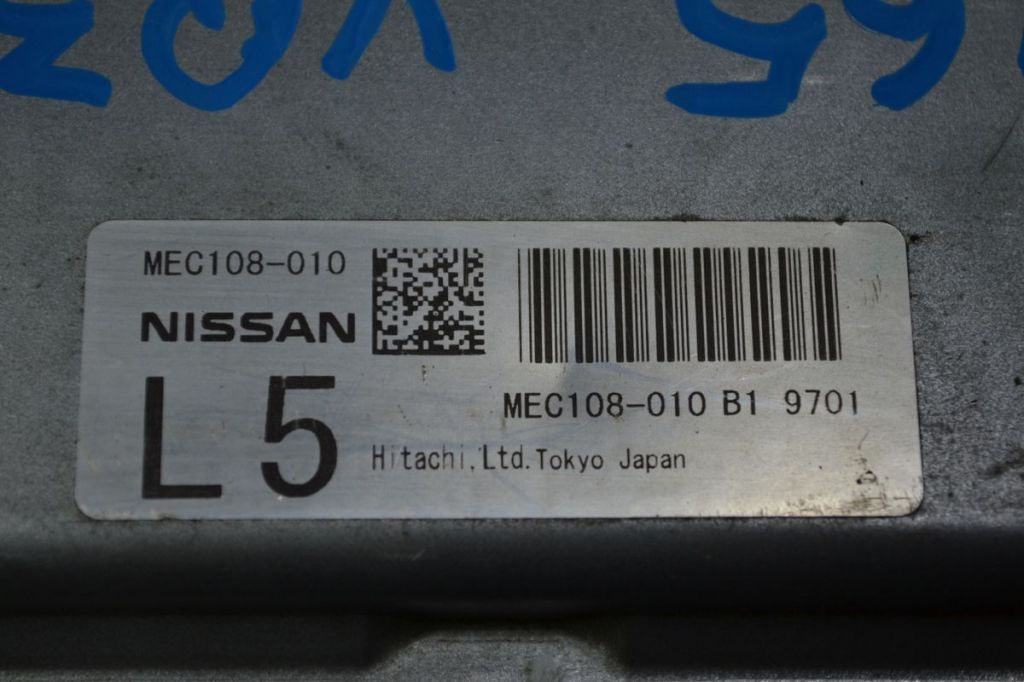 MEC108-010
NISSAN
L5
MEC108-010 B1 9701
Hitachi,Ltd.Tokyo Japan